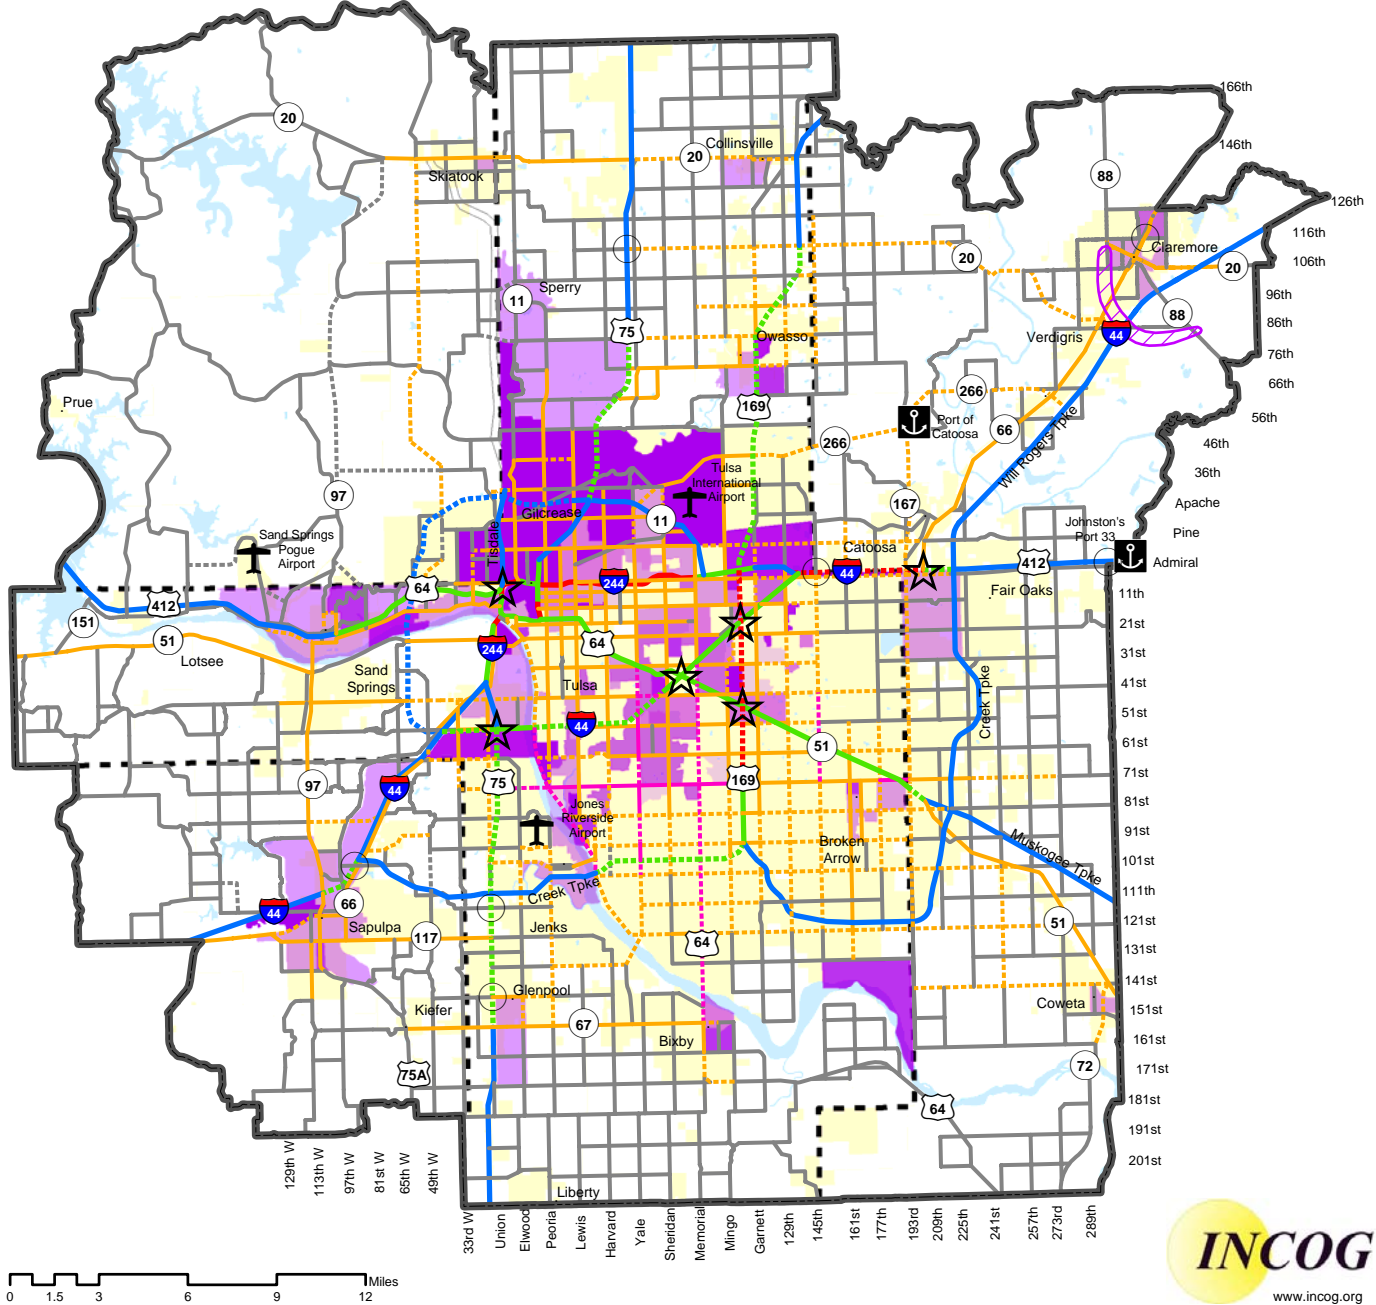 166th
20
146th
Collinsville
20
Skiatook
88
126th
116th
Claremore
20
106th
20
Sperry
11
96th
88
86th
75
44
Verdigris
Owasso
76th
66th
266
Prue
169
56th
Port of
Catoosa
66
266
46th
Will Rogers Tpke
Tulsa
International
Airport
36th
97
167
Apache
Gilcrease
11
Johnston's
Port 33
Pine
Sand Springs
Pogue
Airport
Tisdale
Catoosa
412
Admiral
44
244
64
Fair Oaks
11th
412
151
21st
51
64
244
31st
Lotsee
Sand
Springs
Tulsa
41st
Creek Tpke
51st
44
51
61st
71st
75
169
97
44
81st
Jones
Riverside
Airport
91st
Broken
Arrow
Muskogee Tpke
101st
Creek Tpke
111th
66
44
121st
51
Sapulpa
Jenks
117
64
131st
141st
Glenpool
Coweta
Kiefer
151st
67
Bixby
161st
72
171st
75A
181st
64
191st
201st
129th W
113th W
97th W
81st W
65th W
49th W
Liberty
33rd W
Union
Elwood
Peoria
Lewis
Harvard
Yale
Sheridan
Memorial
Mingo
Garnett
129th
145th
161st
177th
193rd
209th
225th
241st
257th
273rd
289th
INCOG
Miles
0 1.5 3 6 9 12
www.incog.org